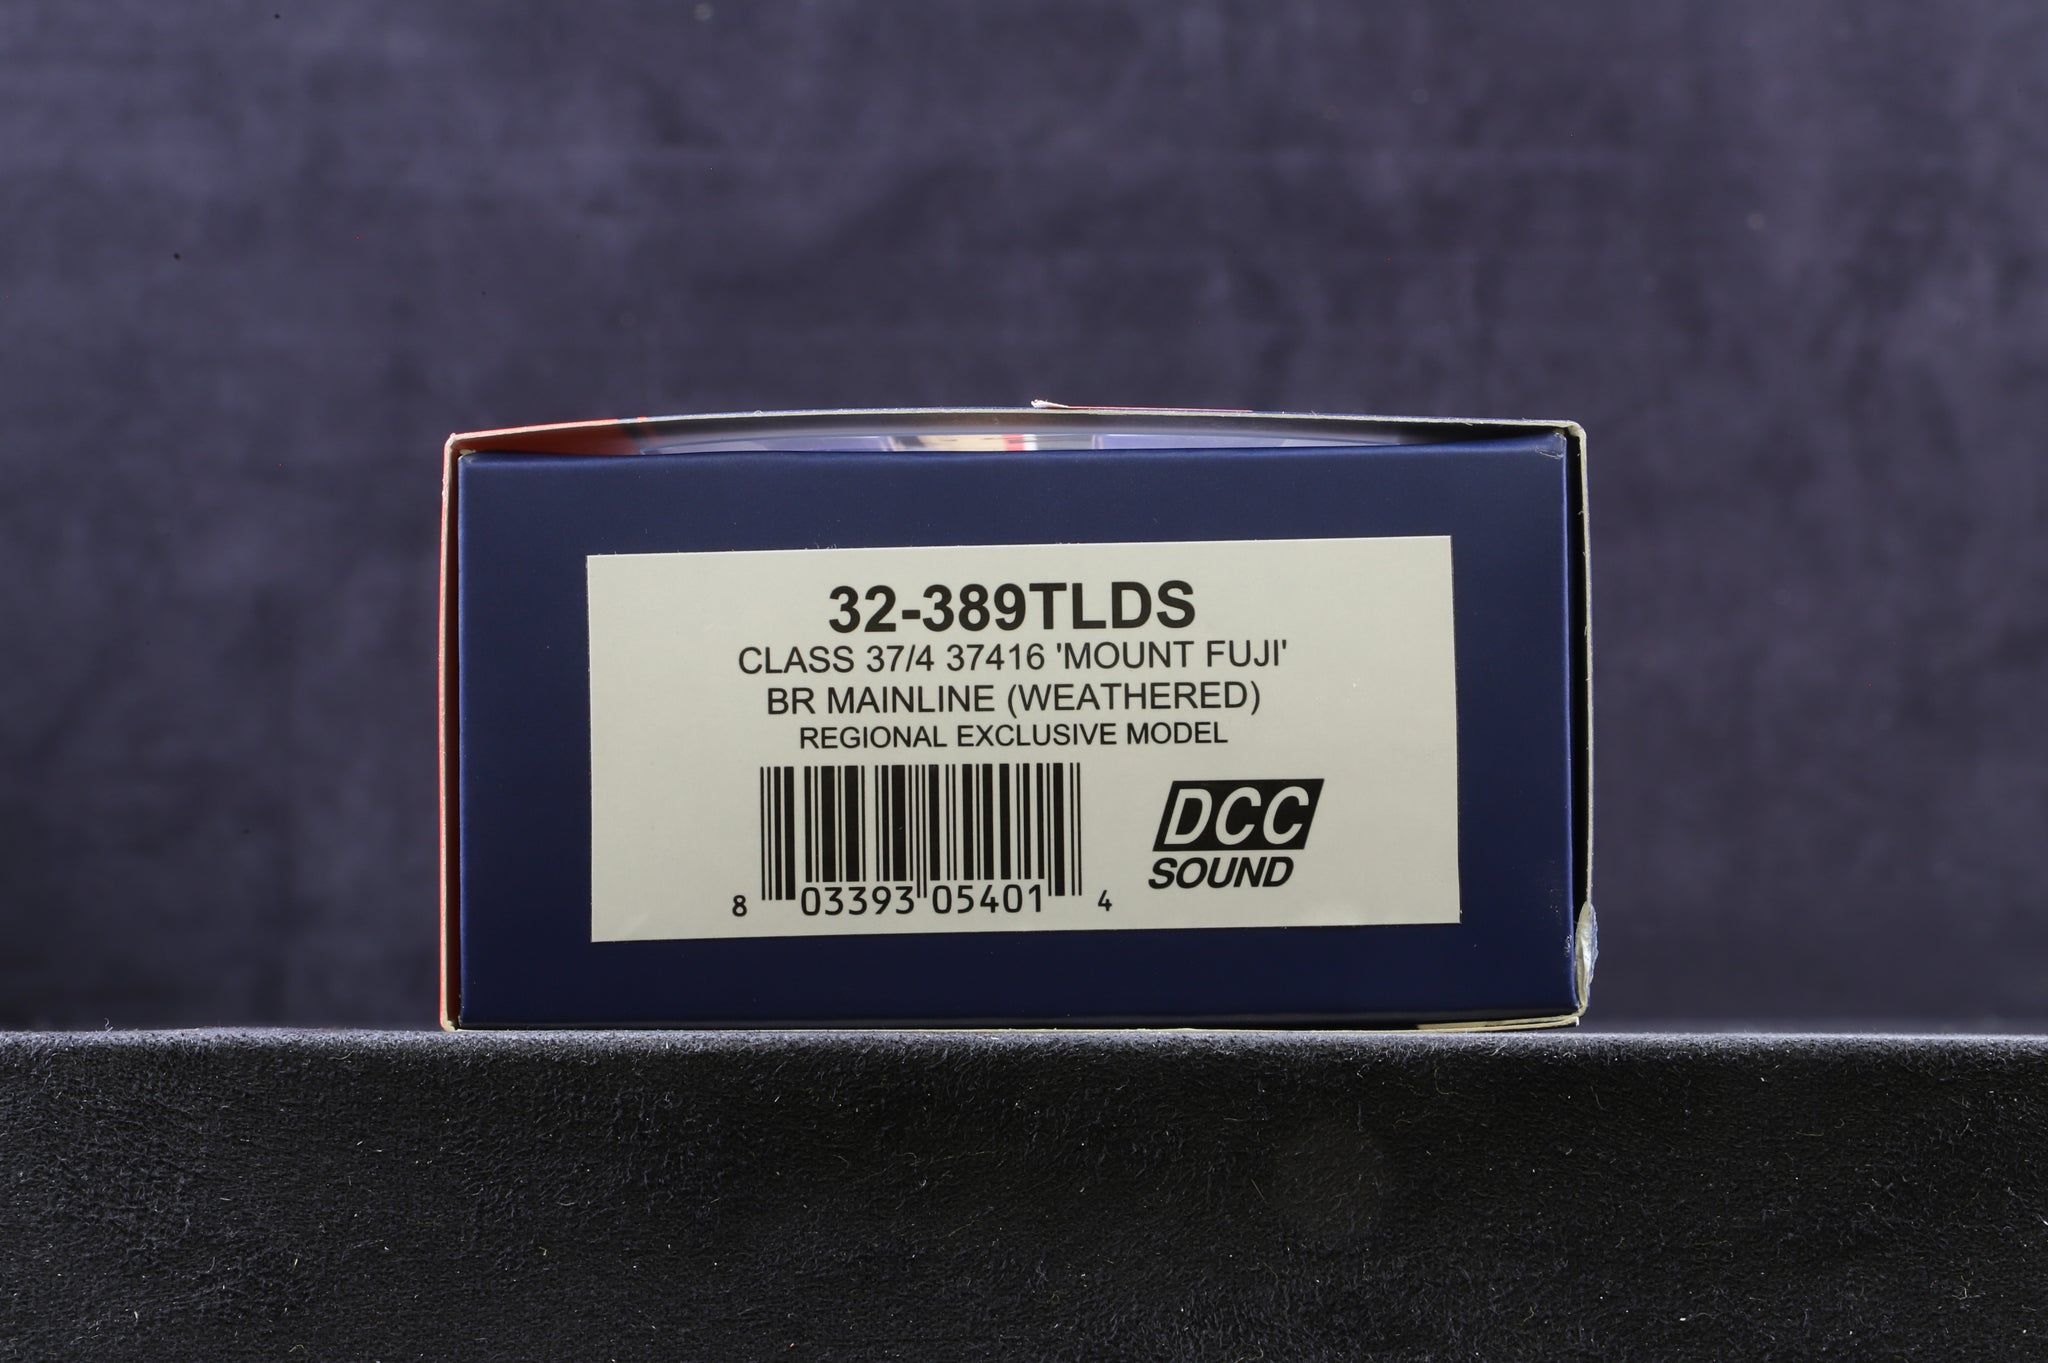 32-389TLDS
CLASS 37/4 37416 'MOUNT FUJI'
BR MAINLINE (WEATHERED)
REGIONAL EXCLUSIVE MODEL
8 03393 05401 4
DCC
SOUND